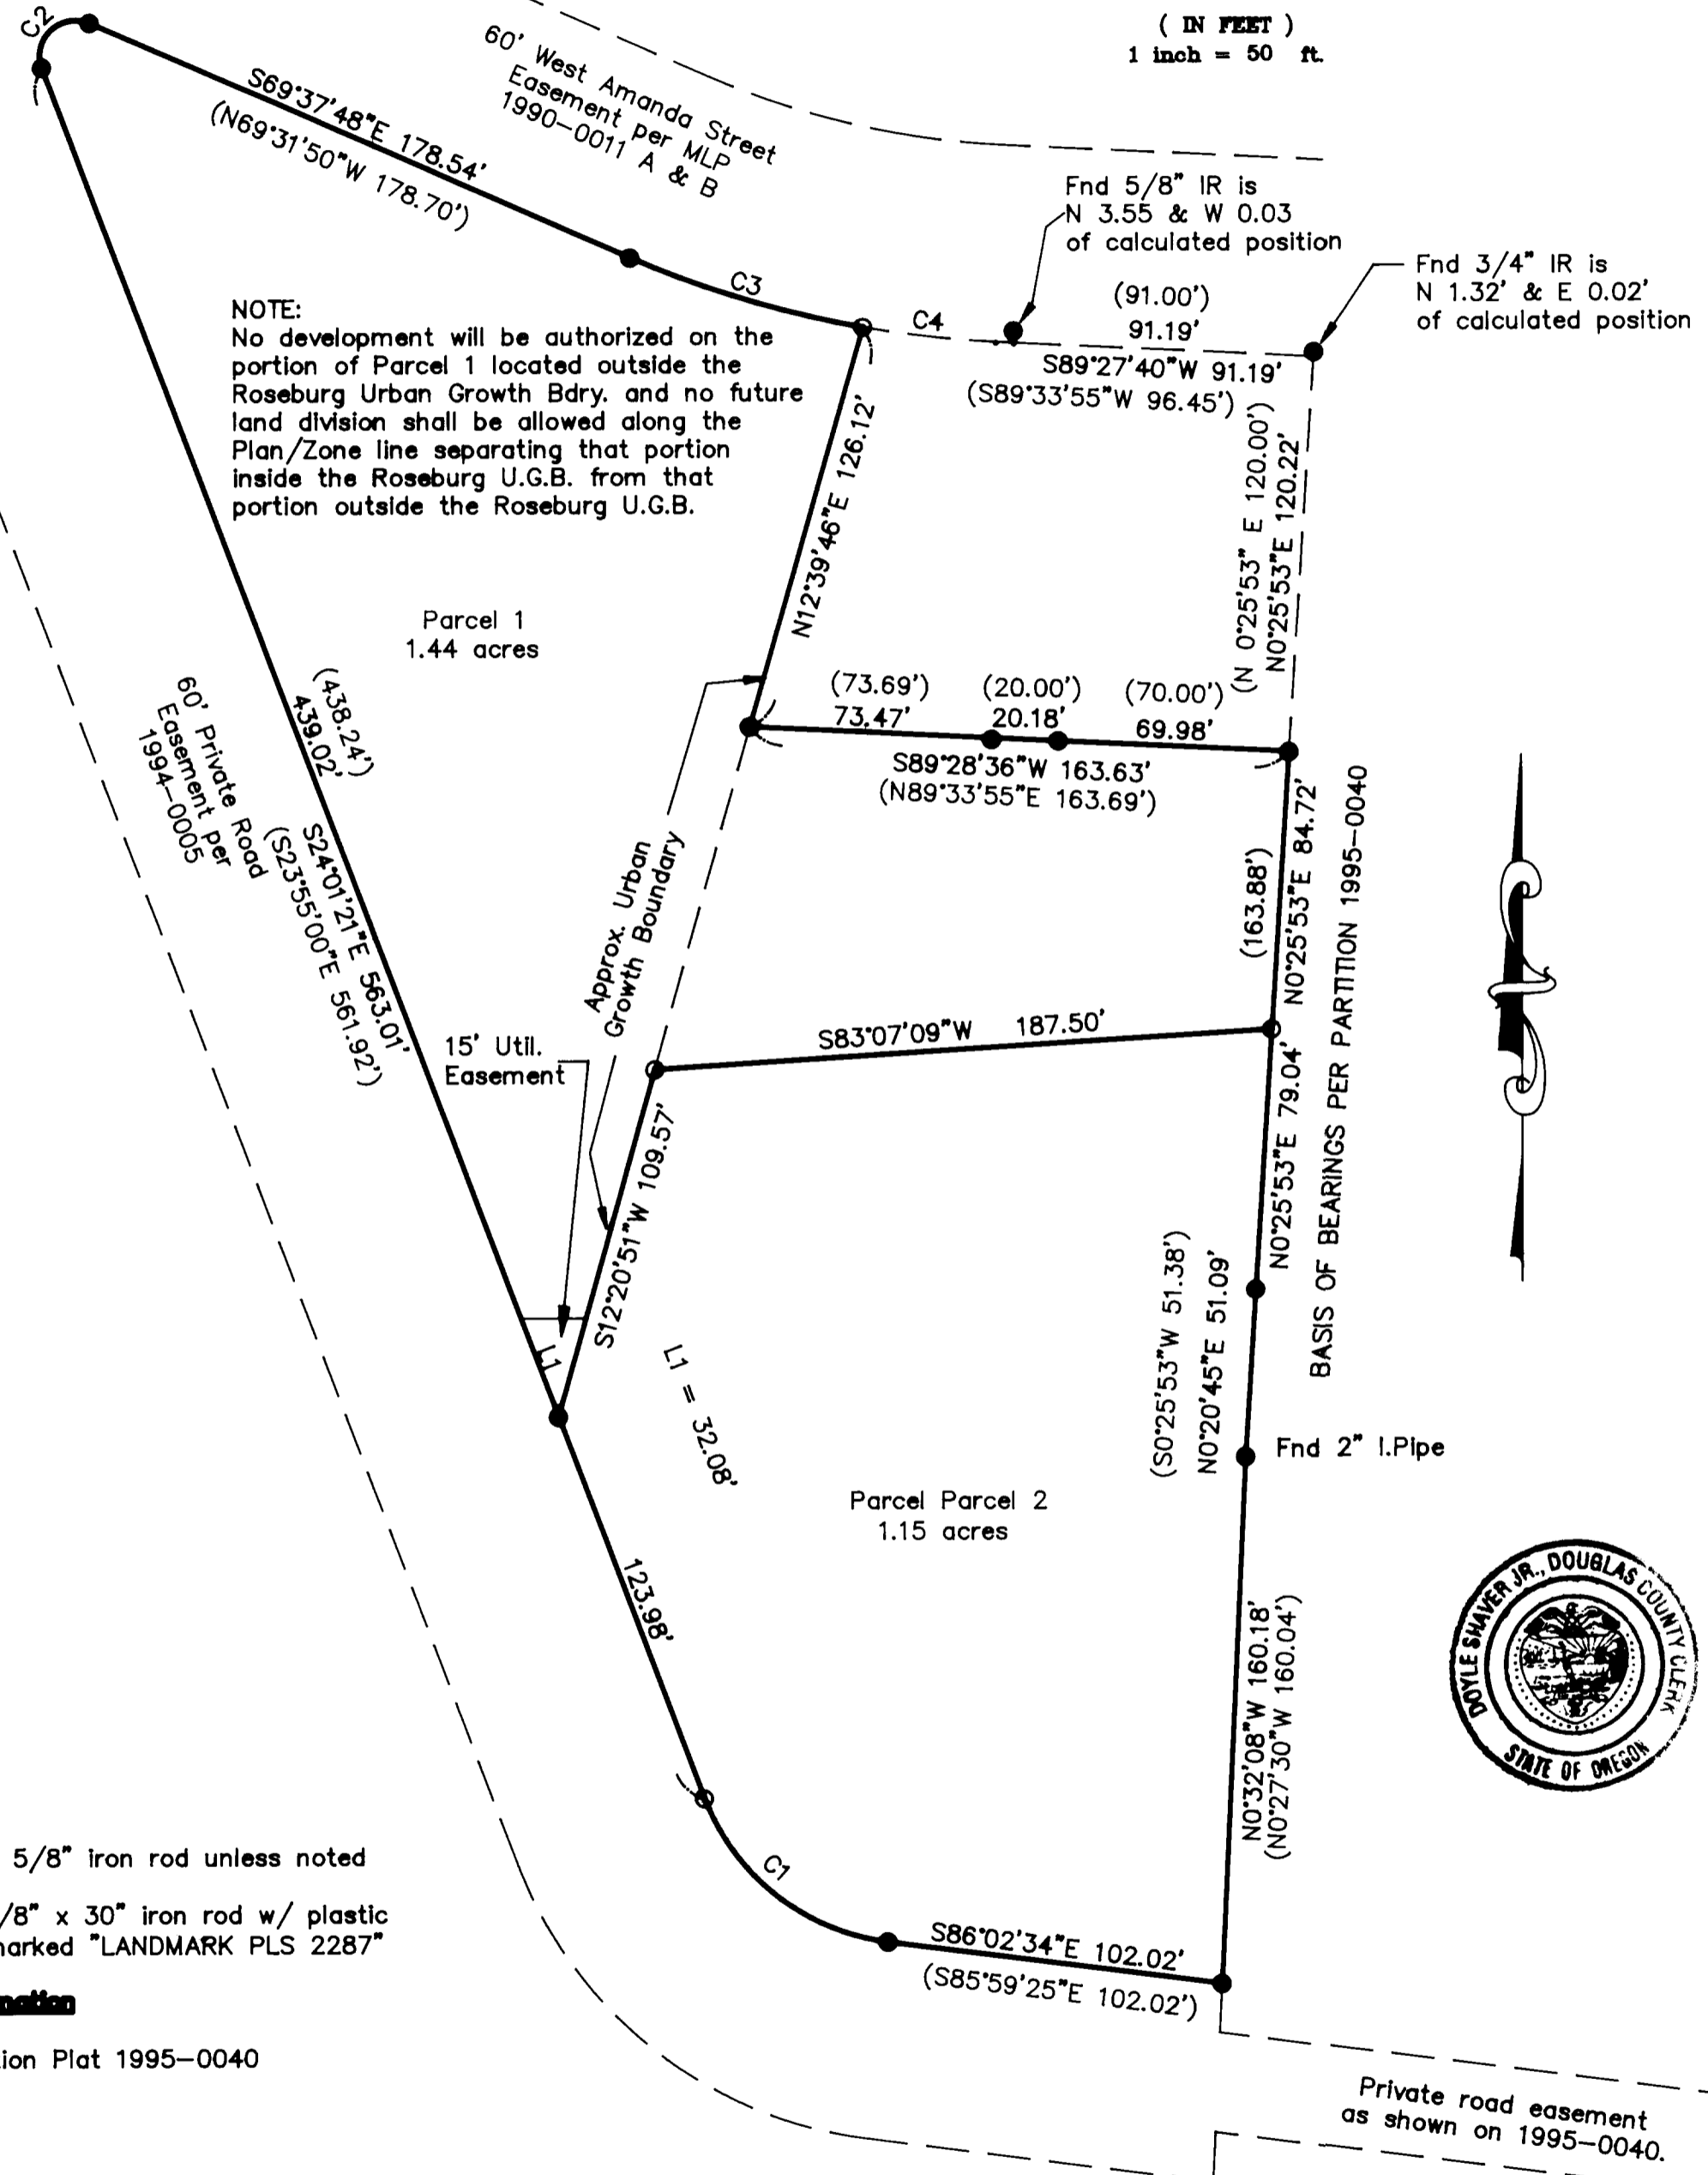 ( IN FEET )
1 inch = 50 ft.
C2
S69°37'48"E 178.54'
(N69°31'50"W 178.70')
60' West Amanda Street
Easement per MLP
1990-0011 A & B
Fnd 5/8" IR is
N 3.55 & W 0.03
of calculated position
Fnd 3/4" IR is
N 1.32' & E 0.02'
of calculated position
C3
C4
(91.00')
91.19'
S89°27'40"W 91.19'
(S89°33'55"W 96.45')
NOTE:
No development will be authorized on the
portion of Parcel 1 located outside the
Roseburg Urban Growth Bdry. and no future
land division shall be allowed along the
Plan/Zone line separating that portion
inside the Roseburg U.G.B. from that
portion outside the Roseburg U.G.B.
N12°39'46"E 126.12'
(N 0°25'53" E 120.00')
N0°25'53"E 120.22'
Parcel 1
1.44 acres
(73.69')
73.47'
(20.00')
20.18'
(70.00')
69.98'
S89°28'36"W 163.63'
(N89°33'55"E 163.69')
(438.24')
439.02'
60' Private Road
Easement per
1994-0005
S24°01'21"E 563.01'
(S23°55'00"E 561.92')
Approx. Urban
Growth Boundary
(163.88')
N0°25'53"E 84.72'
BASIS OF BEARINGS PER PARTITION 1995-0040
15' Util.
Easement
S83°07'09"W 187.50'
S12°20'51"W 109.57'
N0°25'53"E 79.04'
L1
L1 = 32.08'
(S0°25'53"W 51.38')
N0°20'45"E 51.09'
Fnd 2" I.Pipe
Parcel Parcel 2
1.15 acres
123.98'
N0°32'08"W 160.18'
(N0°27'30"W 160.04')
DOYLE SHAVER JR., DOUGLAS COUNTY CLERK
STATE OF OREGON
C1
S86°02'34"E 102.02'
(S85°59'25"E 102.02')
5/8" iron rod unless noted
/8" x 30" iron rod w/ plastic
marked "LANDMARK PLS 2287"
mation
ion Plat 1995-0040
Private road easement
as shown on 1995-0040.